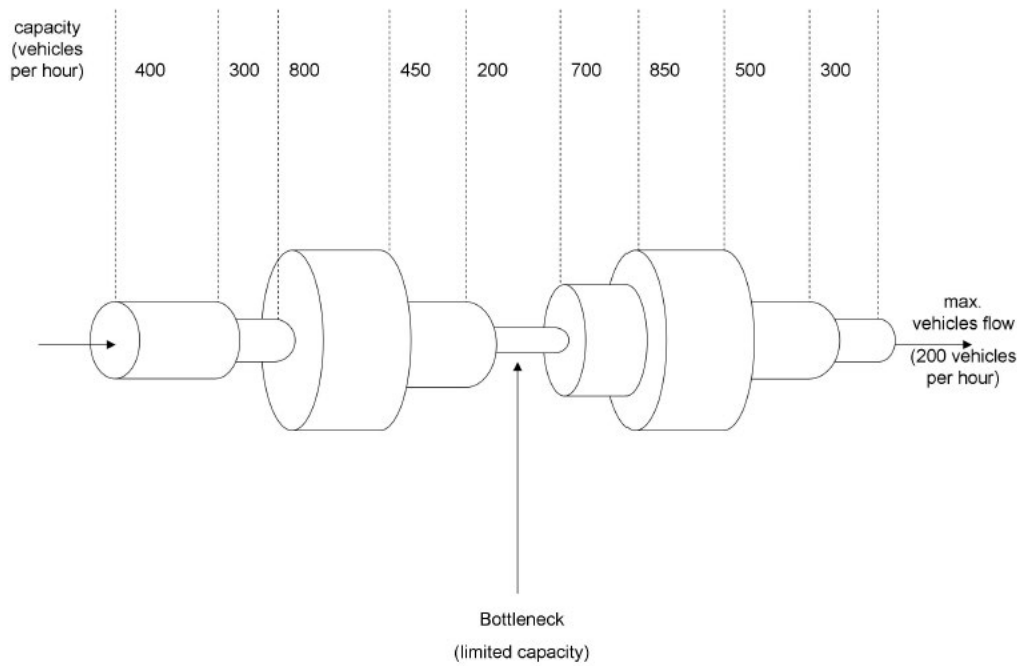 capacity
(vehicles
per hour)
400 300 800 450 200 700 850 500 300
max.
vehicles flow
(200 vehicles
per hour)
Bottleneck
(limited capacity)